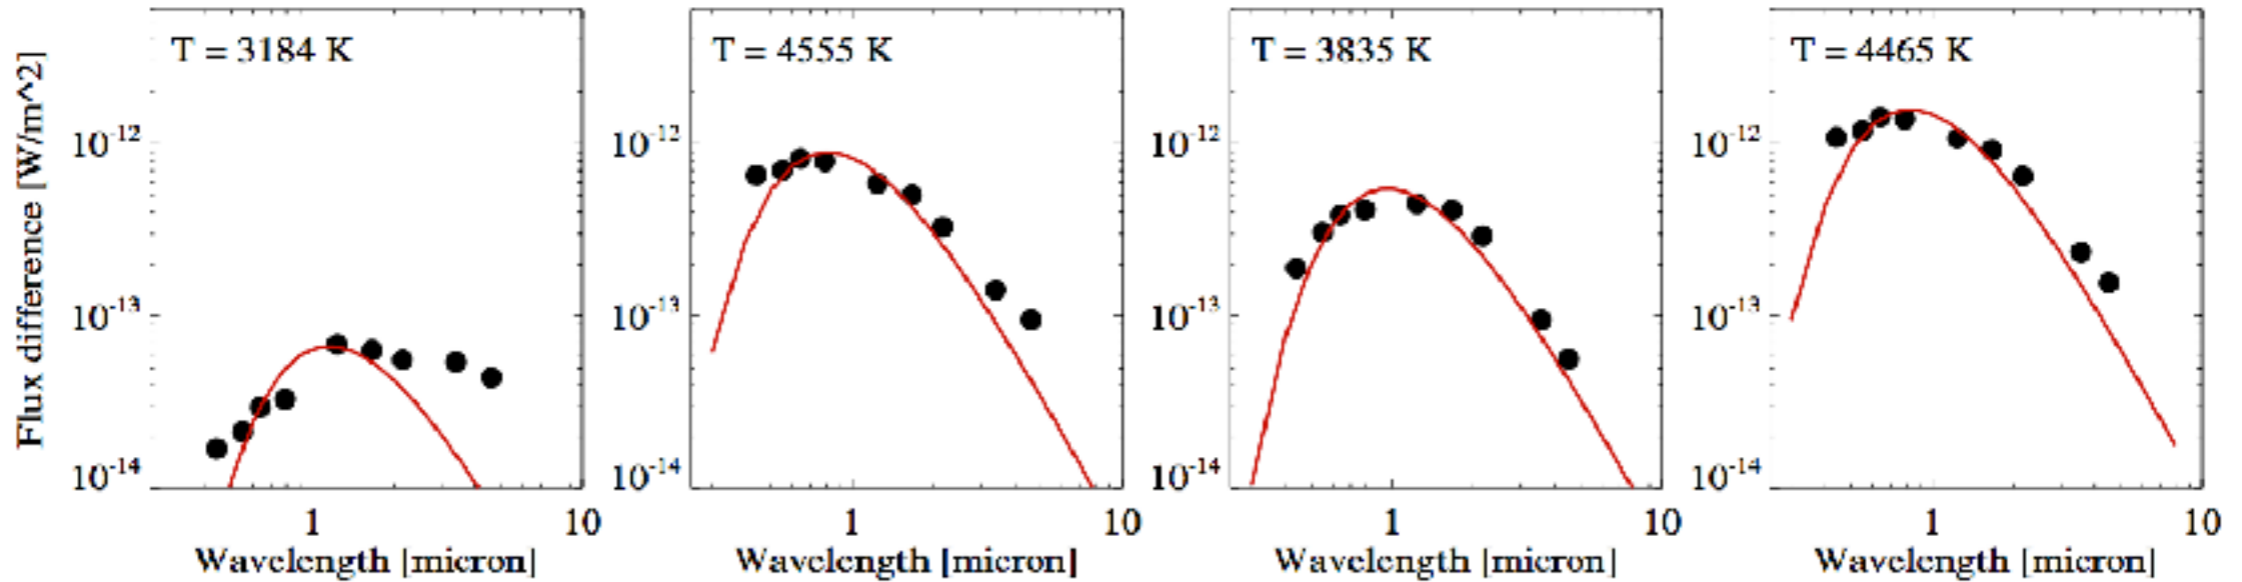 T = 3184 K
T = 4555 K
T = 3835 K
T = 4465 K
Flux difference [W/m^2]
10-12
10-13
10-14
10-12
10-13
10-14
10-12
10-13
10-14
10-12
10-13
10-14
1 10
1 10
1 10
1 10
Wavelength [micron]
Wavelength [micron]
Wavelength [micron]
Wavelength [micron]